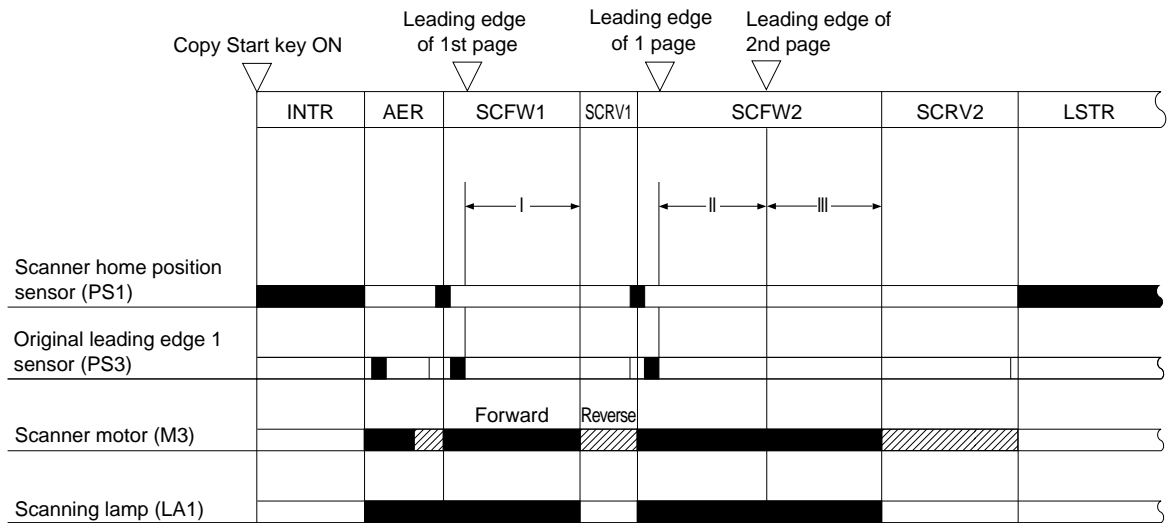 Copy Start key ON
Leading edge
of 1st page
Leading edge
of 1 page
Leading edge of
2nd page
INTR
AER
SCFW1
SCRV1
SCFW2
SCRV2
LSTR
I
II
III
Scanner home position
sensor (PS1)
Original leading edge 1
sensor (PS3)
Forward
Reverse
Scanner motor (M3)
Scanning lamp (LA1)